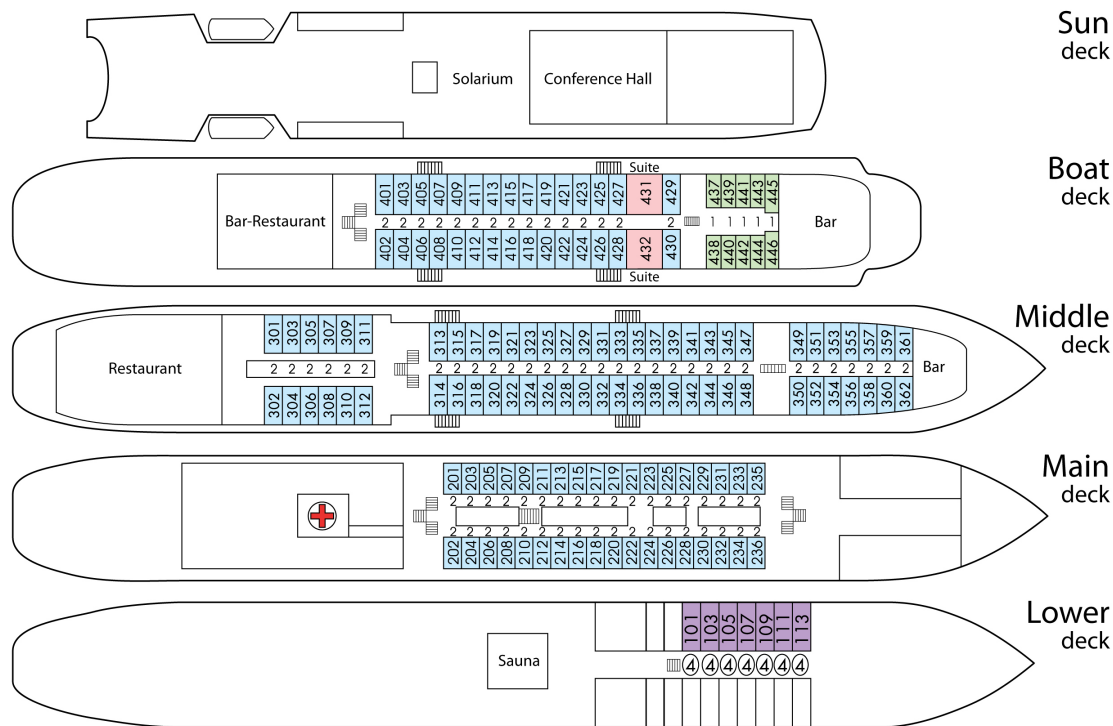 Sun
deck
Solarium
Conference Hall
Boat
deck
Suite
401 403 405 407 409 411 413 415 417 419 421 423 425 427 431 429 437 439 441 443 445
Bar-Restaurant
2 2 2 2 2 2 2 2 2 2 2 2 2 2 2 1 1 1 1 1
Bar
402 404 406 408 410 412 414 416 418 420 422 424 426 428 432 430 438 440 442 444 446
Suite
Middle
deck
301 303 305 307 309 311 313 315 317 319 321 323 325 327 329 331 333 335 337 339 341 343 345 347 349 351 353 355 357 359 361
Restaurant
2 2 2 2 2 2 2 2 2 2 2 2 2 2 2 2 2 2 2 2 2 2 2 2 2 2 2 2 2 2 2
Bar
302 304 306 308 310 312 314 316 318 320 322 324 326 328 330 332 334 336 338 340 342 344 346 348 350 352 354 356 358 360 362
Main
deck
201 203 205 207 209 211 213 215 217 219 221 223 225 227 229 231 233 235
2 2 2 2 2 2 2 2 2 2 2 2 2 2 2 2 2 2
2 2 2 2 2 2 2 2 2 2 2 2 2 2 2 2 2 2
202 204 206 208 210 212 214 216 218 220 222 224 226 228 230 232 234 236
Lower
deck
101 103 105 107 109 111 113
Sauna
4 4 4 4 4 4 4